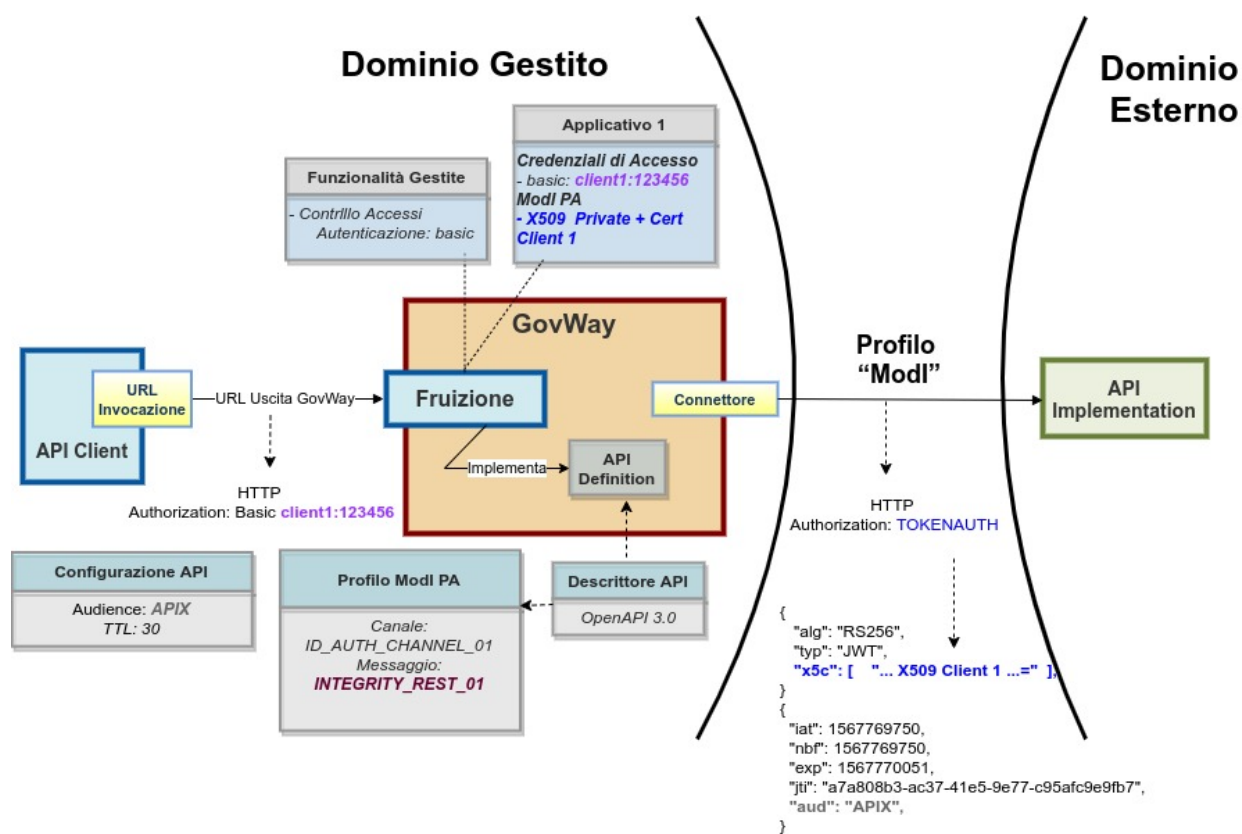 Dominio Gestito
Dominio
Esterno
Applicativo 1
Credenziali di Accesso
- basic: client1:123456
ModI PA
- X509 Private + Cert
Client 1
Funzionalità Gestite
- Contrlllo Accessi
Autenticazione: basic
GovWay
Profilo
“ModI”
URL
Invocazione
API Client
URL Uscita GovWay
Fruizione
Connettore
API
Implementation
Implementa
API
Definition
HTTP
Authorization: Basic client1:123456
HTTP
Authorization: TOKENAUTH
Configurazione API
Audience: APIX
TTL: 30
Profilo ModI PA
Canale:
ID_AUTH_CHANNEL_01
Messaggio:
INTEGRITY_REST_01
Descrittore API
OpenAPI 3.0
{
"alg": "RS256",
"typ": "JWT",
"x5c": [ "... X509 Client 1 ...=" ],
}
{
"iat": 1567769750,
"nbf": 1567769750,
"exp": 1567770051,
"jti": "a7a808b3-ac37-41e5-9e77-c95afc9e9fb7",
"aud": "APIX",
}